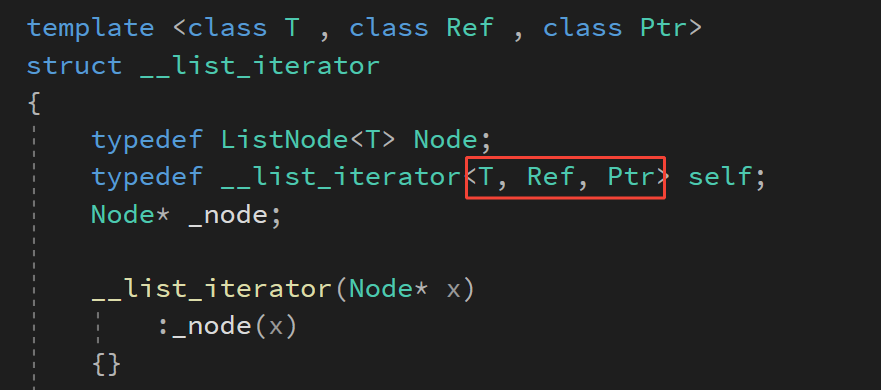 template <class T , class Ref , class Ptr>
struct __list_iterator
{
typedef ListNode<T> Node;
typedef __list_iterator<T, Ref, Ptr> self;
Node* _node;
__list_iterator(Node* x)
:_node(x)
{}